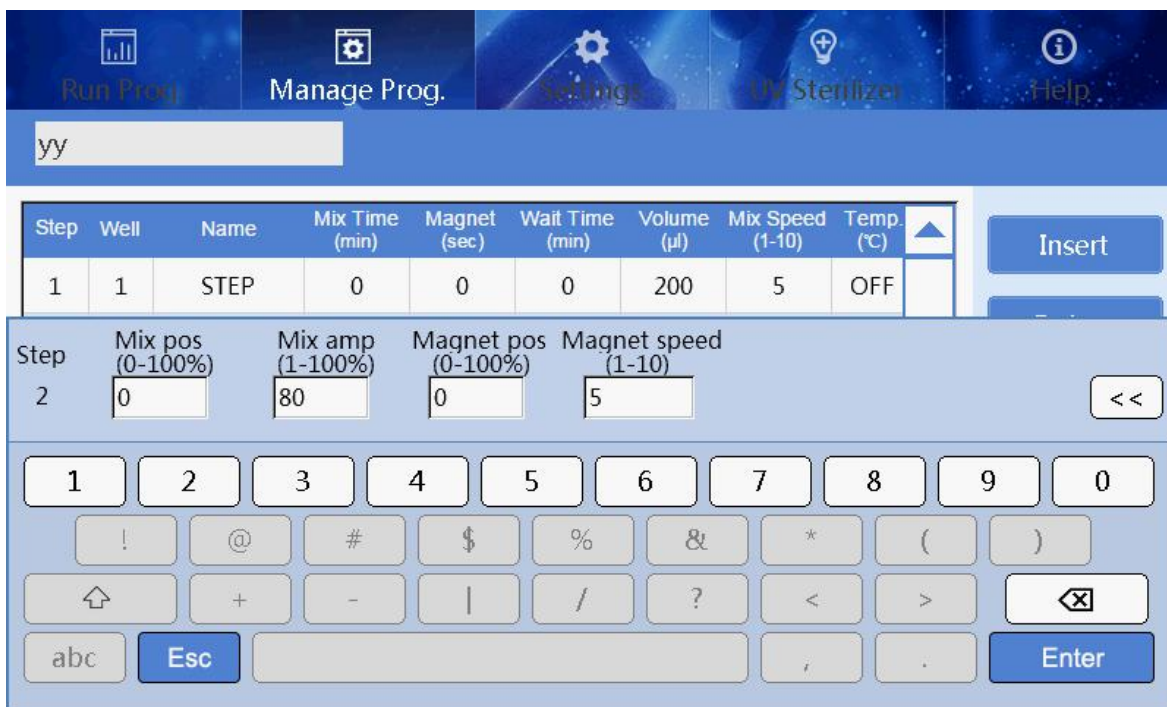 Run Prog. Manage Prog. Settings UV Sterilizer Help
yy
Step Well Name Mix Time (min) Magnet (sec) Wait Time (min) Volume (μl) Mix Speed (1-10) Temp. (℃)
Insert
1 1 STEP 0 0 0 200 5 OFF
Step Mix pos (0-100%) Mix amp (1-100%) Magnet pos (0-100%) Magnet speed (1-10)
2 0 80 0 5 <<
1 2 3 4 5 6 7 8 9 0
! @ # $ % & * ( )
+ - | / ? < >
abc Esc , . Enter